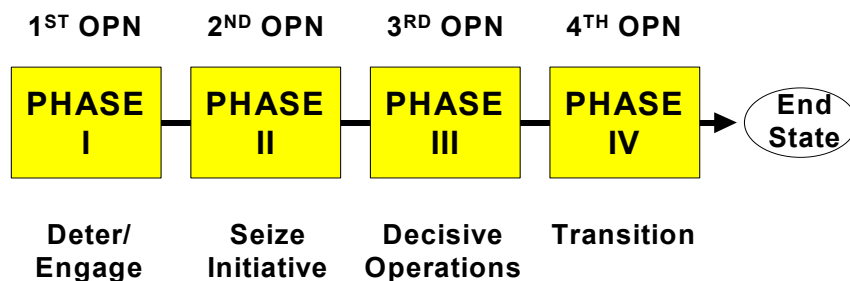 1ST OPN 2ND OPN 3RD OPN 4TH OPN
PHASE PHASE PHASE PHASE End
I II III IV State
Deter/ Seize Decisive Transition
Engage Initiative Operations